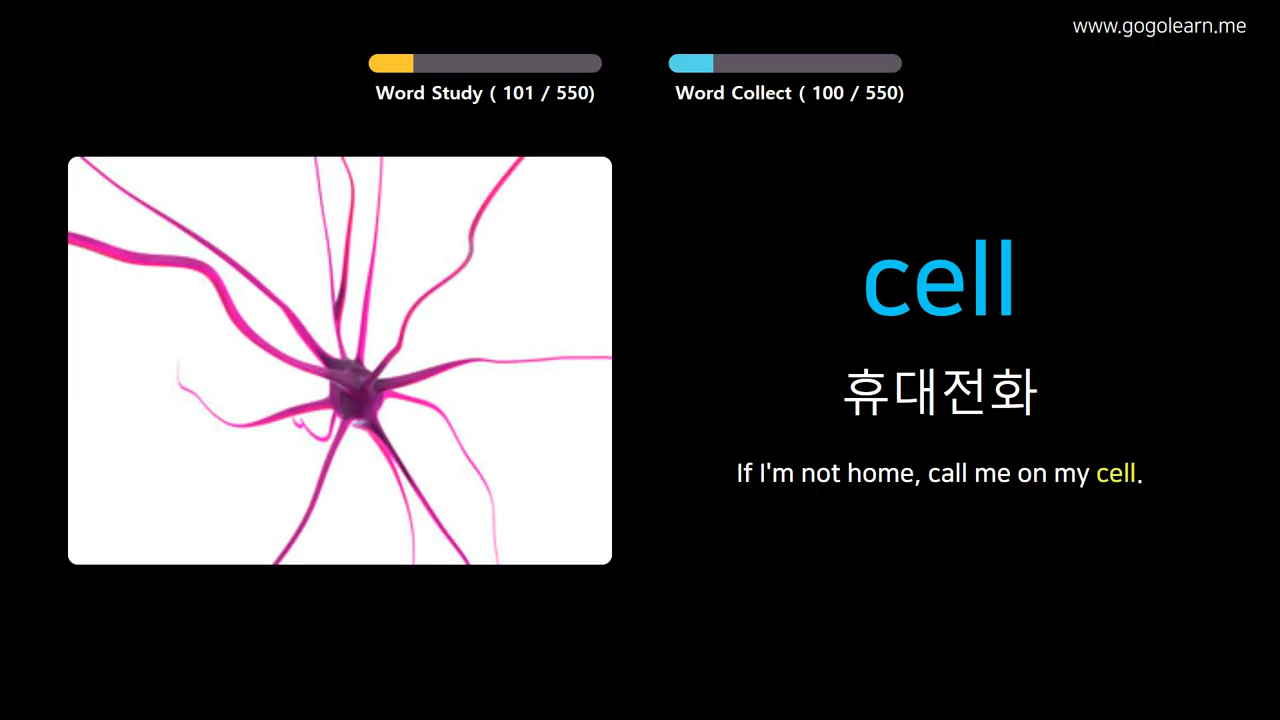 www.gogolearn.me
Word Study ( 101 / 550)
Word Collect ( 100 / 550)
cell
휴대전화
If I'm not home, call me on my cell.